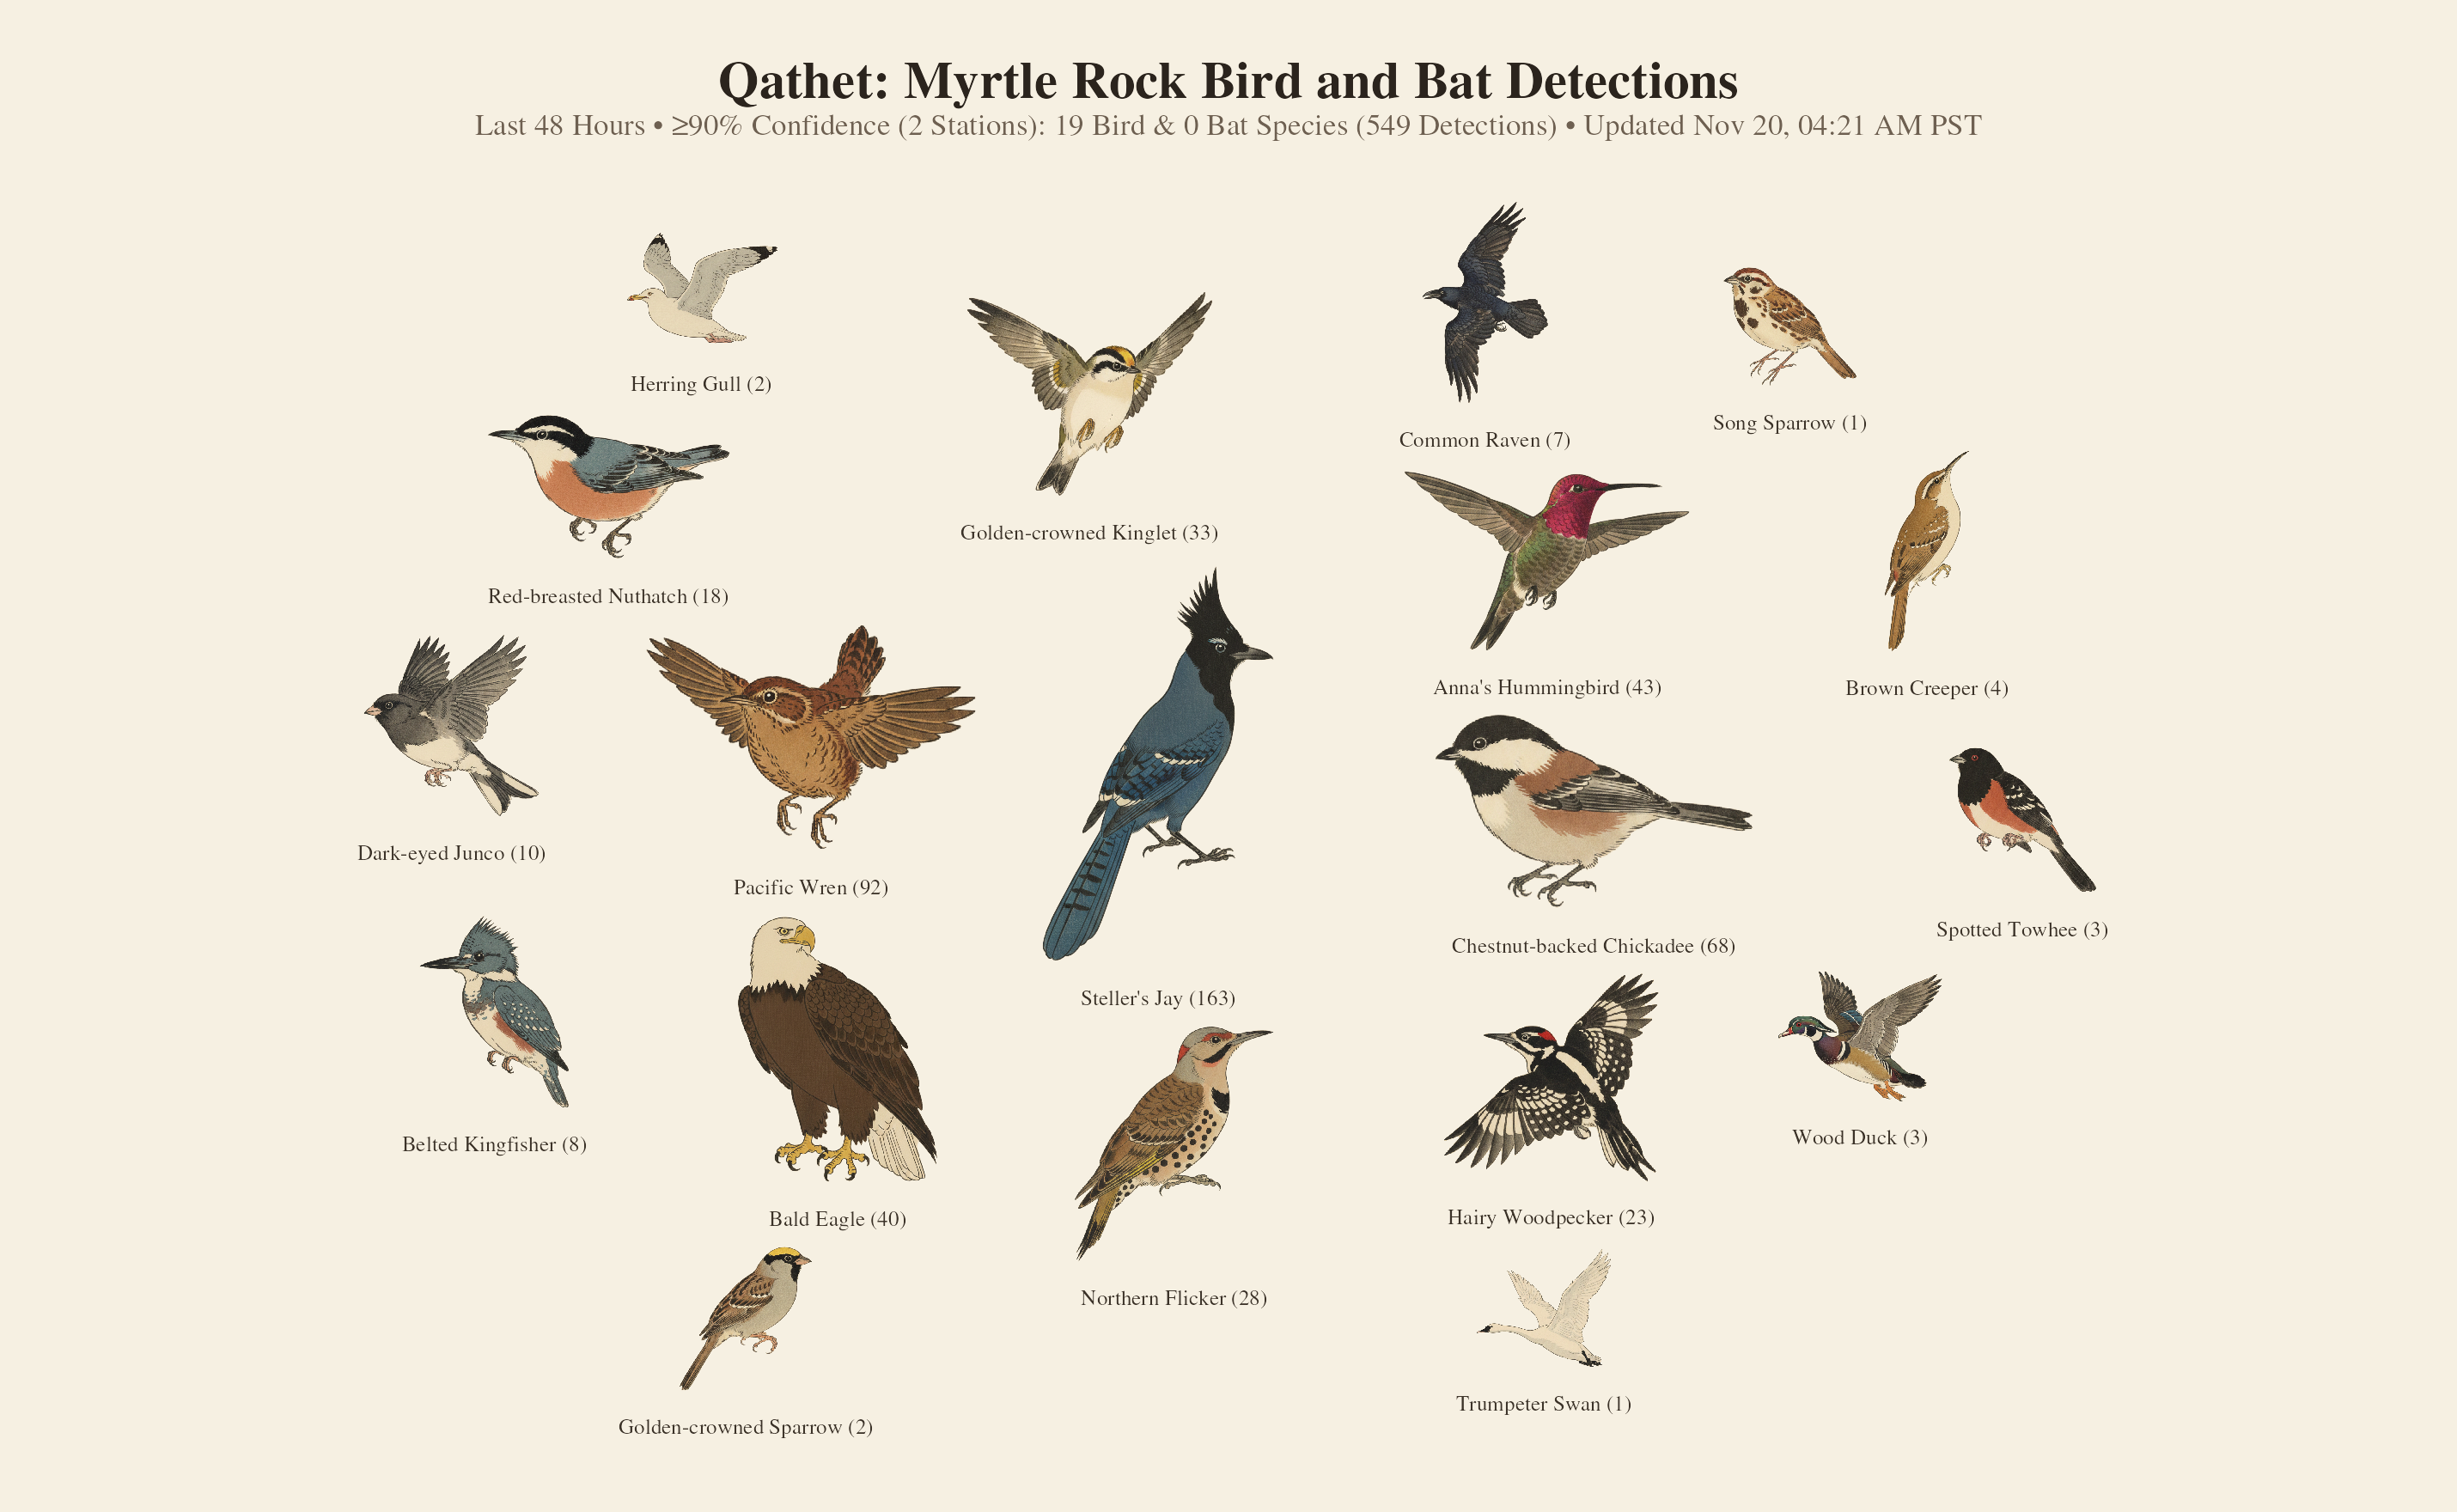 Qathet: Myrtle Rock Bird and Bat Detections
Last 48 Hours • ≥90% Confidence (2 Stations): 19 Bird & 0 Bat Species (549 Detections) • Updated Nov 20, 04:21 AM PST
Herring Gull (2)
Song Sparrow (1)
Common Raven (7)
Golden-crowned Kinglet (33)
Red-breasted Nuthatch (18)
Anna's Hummingbird (43)
Brown Creeper (4)
Dark-eyed Junco (10)
Pacific Wren (92)
Spotted Towhee (3)
Chestnut-backed Chickadee (68)
Steller's Jay (163)
Wood Duck (3)
Belted Kingfisher (8)
Bald Eagle (40)
Hairy Woodpecker (23)
Northern Flicker (28)
Trumpeter Swan (1)
Golden-crowned Sparrow (2)